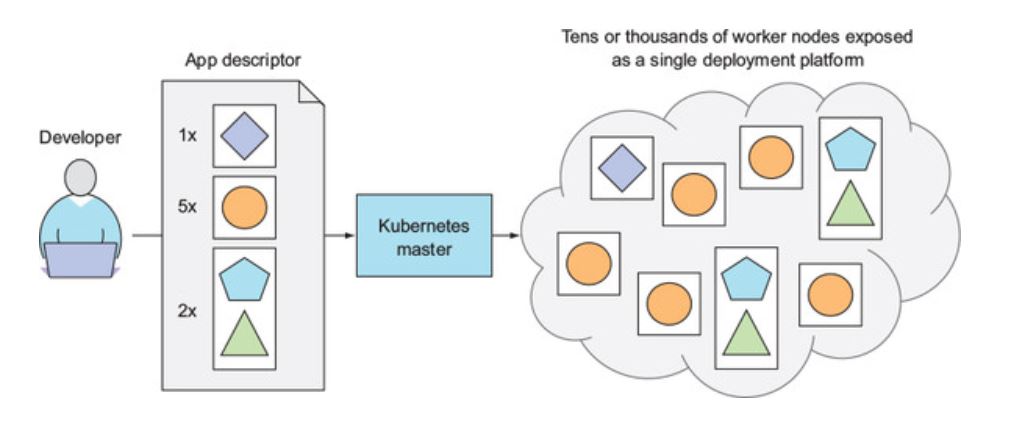 Tens or thousands of worker nodes exposed
as a single deployment platform
App descriptor
Developer
1x
5x
Kubernetes
master
2x